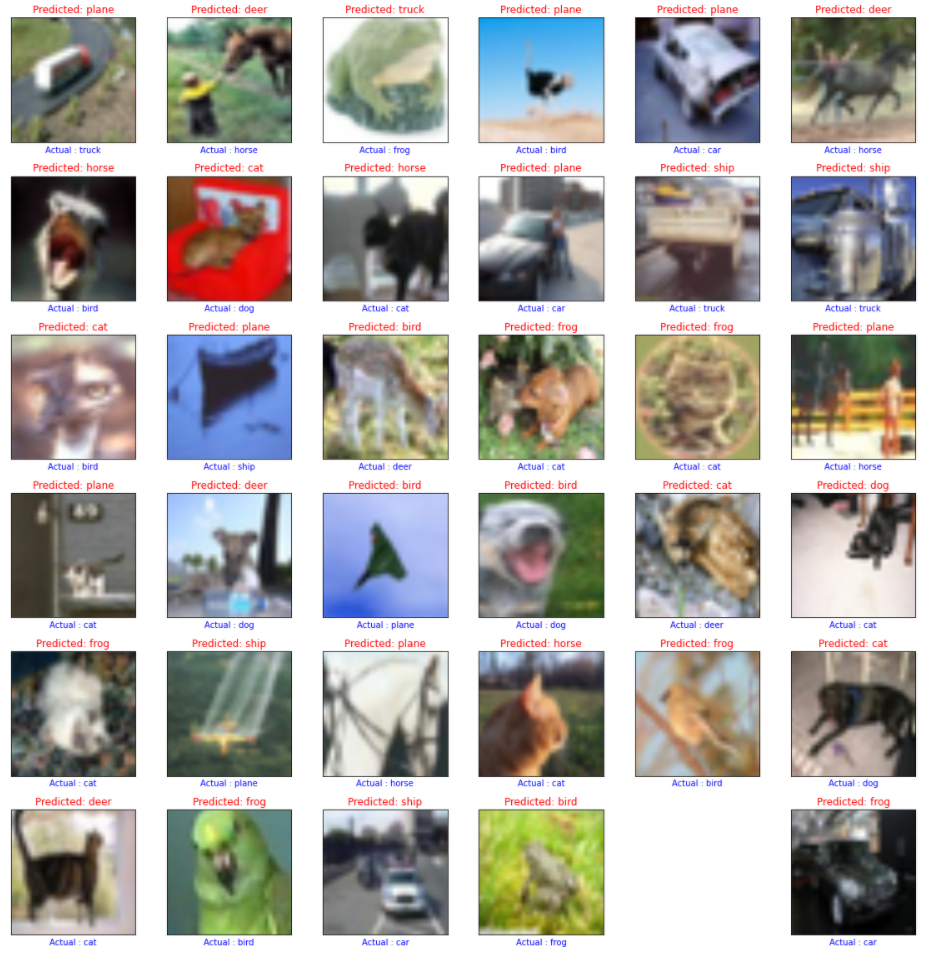 Predicted: plane Predicted: deer Predicted: truck Predicted: plane Predicted: plane Predicted: deer
Actual : truck Actual : horse Actual : frog Actual : bird Actual : car Actual : horse
Predicted: horse Predicted: cat Predicted: horse Predicted: plane Predicted: ship Predicted: ship
Actual : bird Actual : dog Actual : cat Actual : car Actual : truck Actual : truck
Predicted: cat Predicted: plane Predicted: bird Predicted: frog Predicted: frog Predicted: plane
Actual : bird Actual : ship Actual : deer Actual : cat Actual : cat Actual : horse
Predicted: plane Predicted: deer Predicted: bird Predicted: bird Predicted: cat Predicted: dog
Actual : cat Actual : dog Actual : plane Actual : dog Actual : deer Actual : cat
Predicted: frog Predicted: ship Predicted: plane Predicted: horse Predicted: frog Predicted: cat
Actual : cat Actual : plane Actual : horse Actual : cat Actual : bird Actual : dog
Predicted: deer Predicted: frog Predicted: ship Predicted: bird Predicted: frog
Actual : cat Actual : bird Actual : car Actual : frog Actual : car